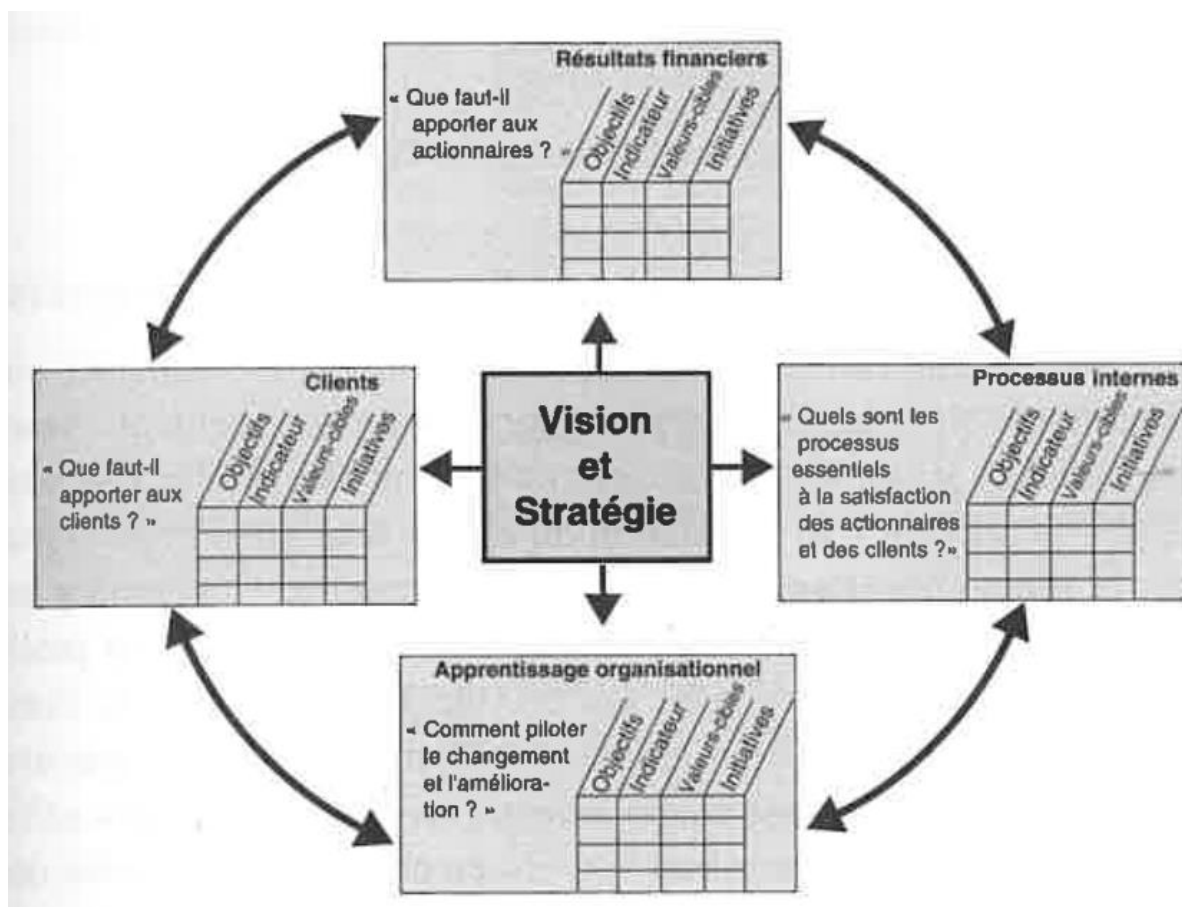 Résultats financiers
« Que faut-il
apporter aux
actionnaires ? »
Objectifs
Indicateur
Valeurs-cibles
Initiatives
Clients
« Que faut-il
apporter aux
clients ? »
Objectifs
Indicateur
Valeurs-cibles
Initiatives
Vision
et
Stratégie
Processus internes
« Quels sont les
processus
essentiels
à la satisfaction
des actionnaires
et des clients ?»
Objectifs
Indicateur
Valeurs-cibles
Initiatives
Apprentissage organisationnel
« Comment piloter
le changement
et l'améliora-
tion ? »
Objectifs
Indicateur
Valeurs-cibles
Initiatives